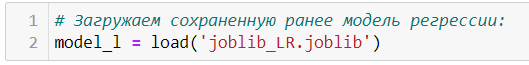 1 # Загружаем сохраненную ранее модель регрессии:
2 model_l = load('joblib_LR.joblib')